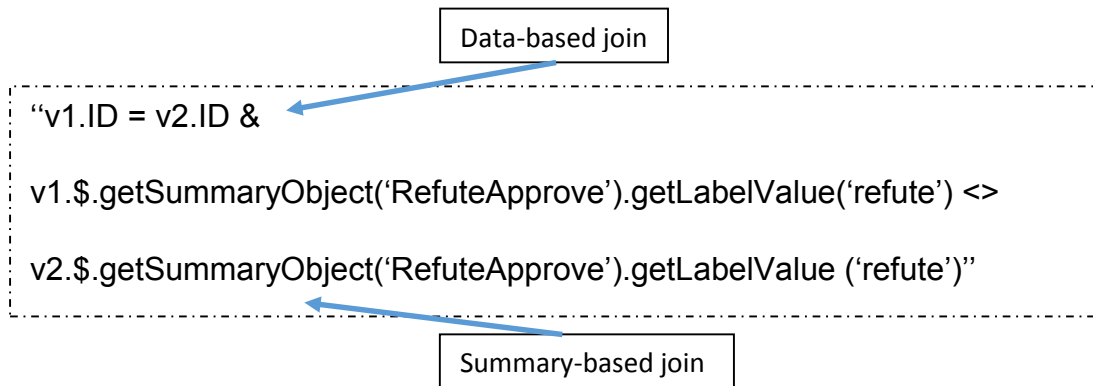 Data-based join
‘‘v1.ID = v2.ID &
v1.$.getSummaryObject(‘RefuteApprove’).getLabelValue(‘refute’) <>
v2.$.getSummaryObject(‘RefuteApprove’).getLabelValue (‘refute’)’’
Summary-based join